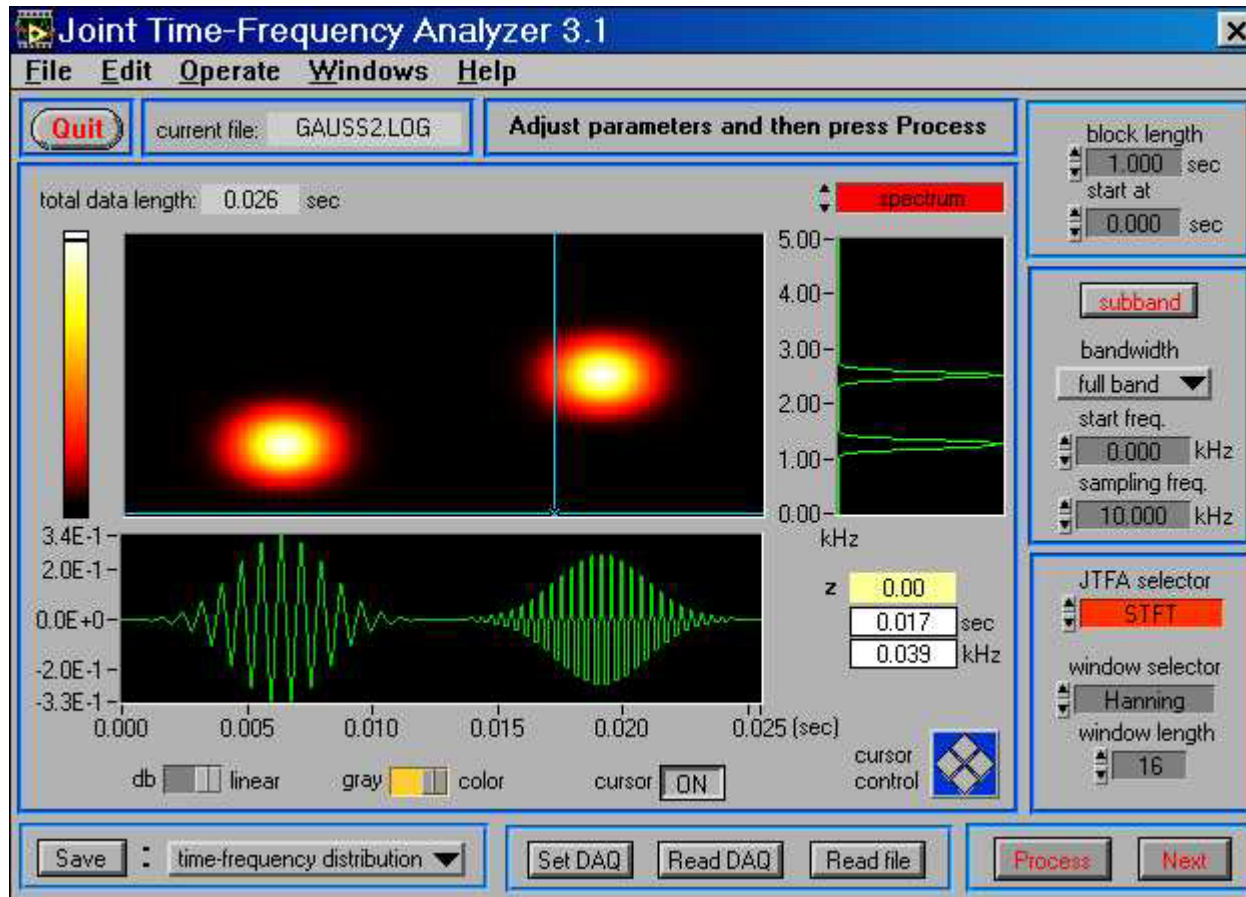 Joint Time-Frequency Analyzer 3.1
File Edit Operate Windows Help
Quit
current file: GAUSS2.LOG
Adjust parameters and then press Process
block length
1.000 sec
start at
0.000 sec
total data length: 0.026 sec
spectrum
5.00
4.00
3.00
2.00
1.00
0.00
kHz
subband
bandwidth
full band
start freq.
0.000 kHz
sampling freq.
10.000 kHz
3.4E-1
2.0E-1
0.0E+0
-2.0E-1
-3.3E-1
0.000 0.005 0.010 0.015 0.020 0.025 (sec)
z 0.00
0.017 sec
0.039 kHz
JTFA selector
STFT
window selector
Hanning
window length
16
db linear
gray color
cursor ON
cursor control
Save : time-frequency distribution
Set DAQ Read DAQ Read file
Process Next